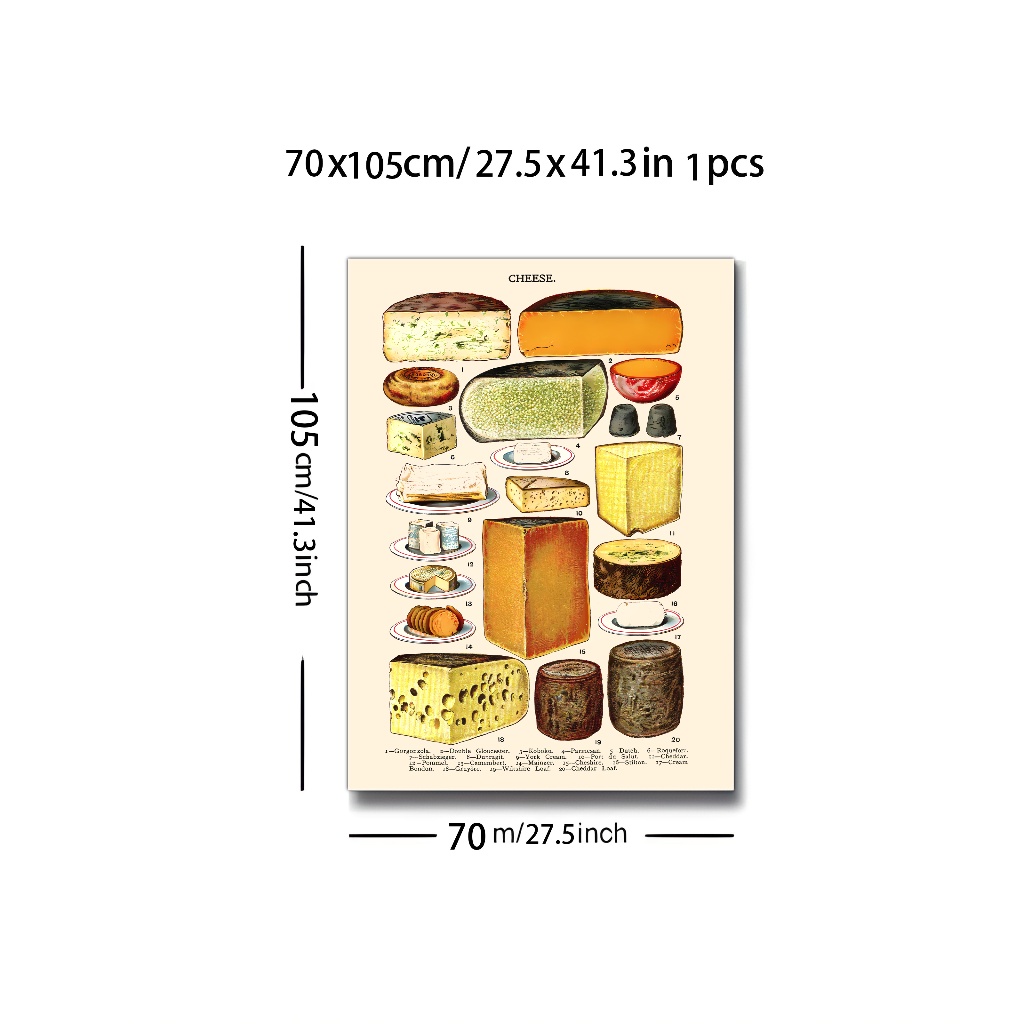 70x105cm/ 27.5x41.3in 1pcs
CHEESE.
105cm/41.3inch
1
2
3
5
4
7
6
8
10
9
11
12
13
16
17
14
15
18
19
20
1—Gorgonzola. 2—Double Gloucester. 3—Koboko. 4—Parmesan. 5 Dutch. 6—Roquefort.
7—Schabzieger. 8—Dutragit. 9—York Cream. 10—Port du Salut. 11—Cheddar.
12—Pommel. 13—Camembert. 14—Mainzer. 15—Cheshire. 16—Stilton. 17—Cream
Bondon. 18—Gruyère. 19—Wiltshire Loaf. 20—Cheddar Loaf.
70 m/27.5inch